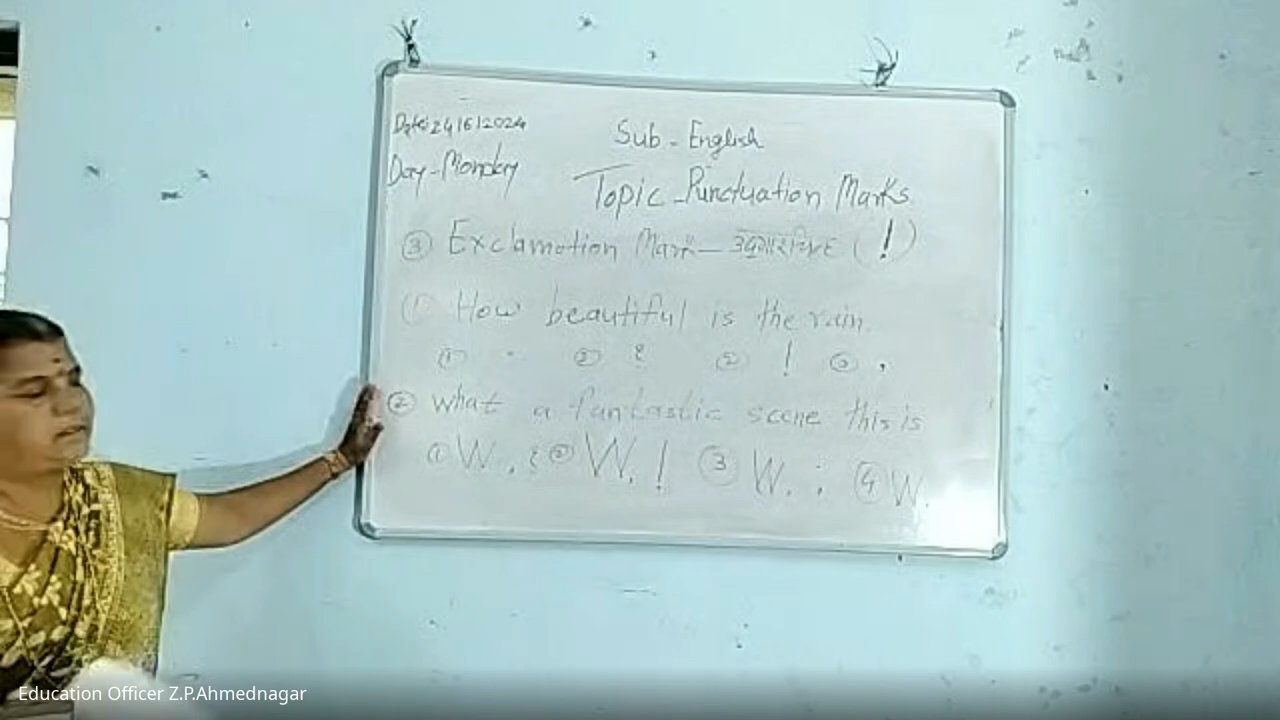 Date: 24/6/2024
Day - Monday
Sub - English
Topic - Punctuation Marks
③ Exclamation Mark — उद्गारचिन्ह ( ! )
① How beautiful is the rain.
① . ② ? ③ ! ,
② what a fantastic scene this is
① W , ② W. ! ③ W. : ④ W.
Education Officer Z.P.Ahmednagar